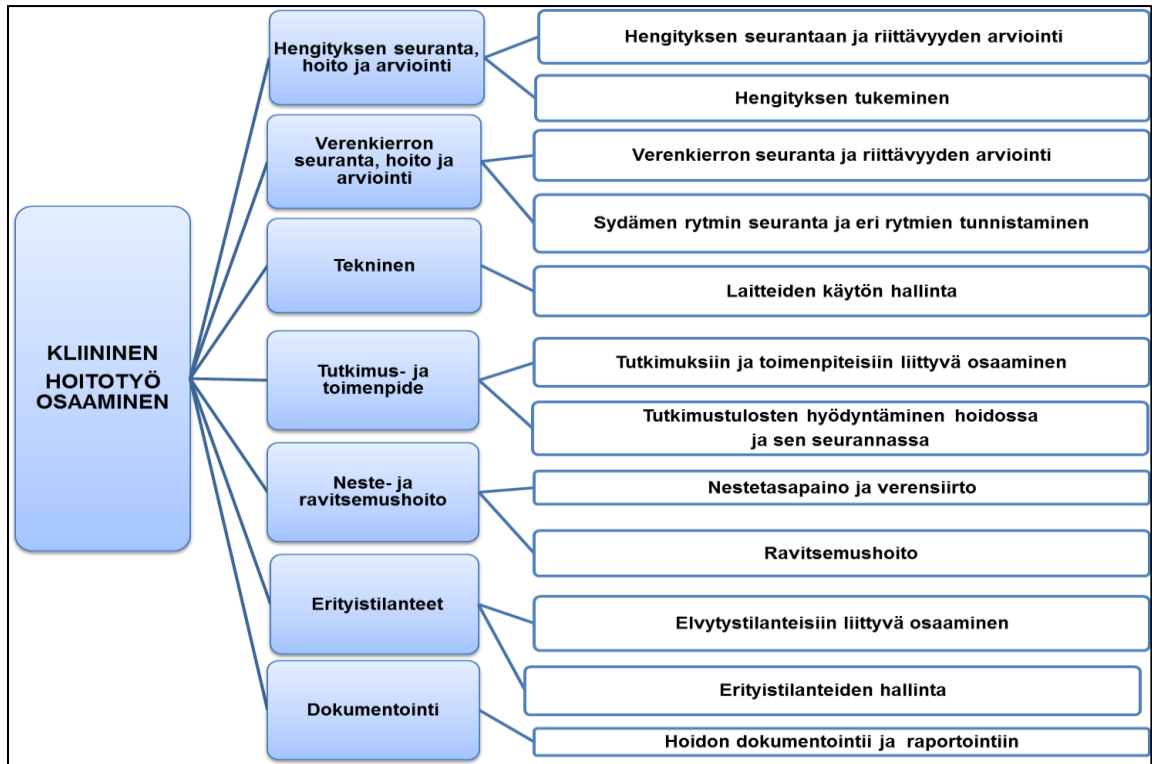 KLIININEN
HOITOTYÖ
OSAAMINEN
Hengityksen seuranta,
hoito ja arviointi
Hengityksen seurantaan ja riittävyyden arviointi
Hengityksen tukeminen
Verenkierron
seuranta, hoito ja
arviointi
Verenkierron seuranta ja riittävyyden arviointi
Sydämen rytmin seuranta ja eri rytmien tunnistaminen
Tekninen
Laitteiden käytön hallinta
Tutkimus- ja
toimenpide
Tutkimuksiin ja toimenpiteisiin liittyvä osaaminen
Tutkimustulosten hyödyntäminen hoidossa
ja sen seurannassa
Neste- ja
ravitsemushoito
Nestetasapaino ja verensiirto
Ravitsemushoito
Erityistilanteet
Elvytystilanteisiin liittyvä osaaminen
Erityistilanteiden hallinta
Dokumentointi
Hoidon dokumentointii ja raportointiin